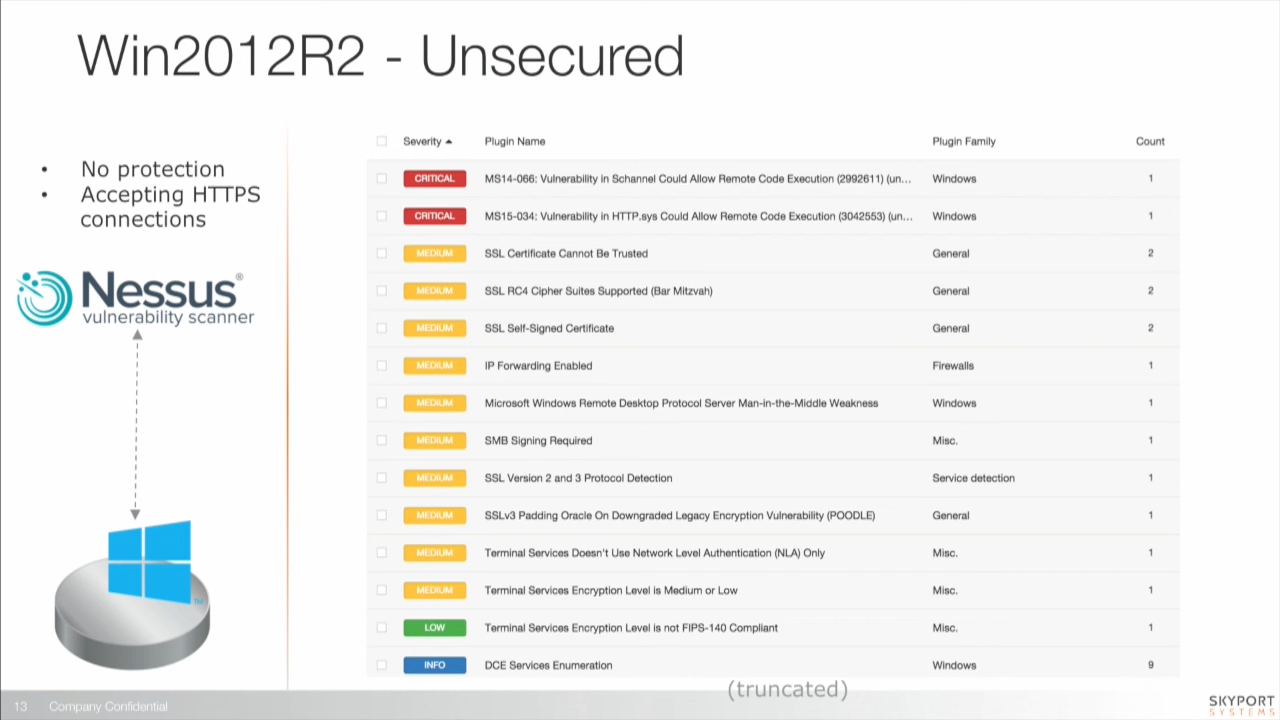 Win2012R2 - Unsecured
• No protection
• Accepting HTTPS
connections
Nessus®
vulnerability scanner
™
Severity Plugin Name Plugin Family Count
CRITICAL MS14-066: Vulnerability in Schannel Could Allow Remote Code Execution (2992611) (un... Windows 1
CRITICAL MS15-034: Vulnerability in HTTP.sys Could Allow Remote Code Execution (3042553) (un... Windows 1
MEDIUM SSL Certificate Cannot Be Trusted General 2
MEDIUM SSL RC4 Cipher Suites Supported (Bar Mitzvah) General 2
MEDIUM SSL Self-Signed Certificate General 2
MEDIUM IP Forwarding Enabled Firewalls 1
MEDIUM Microsoft Windows Remote Desktop Protocol Server Man-in-the-Middle Weakness Windows 1
MEDIUM SMB Signing Required Misc. 1
MEDIUM SSL Version 2 and 3 Protocol Detection Service detection 1
MEDIUM SSLv3 Padding Oracle On Downgraded Legacy Encryption Vulnerability (POODLE) General 1
MEDIUM Terminal Services Doesn't Use Network Level Authentication (NLA) Only Misc. 1
MEDIUM Terminal Services Encryption Level is Medium or Low Misc. 1
LOW Terminal Services Encryption Level is not FIPS-140 Compliant Misc. 1
INFO DCE Services Enumeration Windows 9
(truncated)
13 Company Confidential
SKYPORT
SYSTEMS